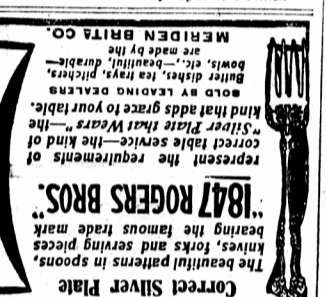 Correct Silver Plate
The beautiful patterns in spoons,
knives, forks and serving pieces
bearing the famous trade mark
"1847 ROGERS BROS."
represent the requirements of
correct table service—the kind of
"Silver Plate that Wears"—the
kind that adds grace to your table.
SOLD BY LEADING DEALERS
Butter dishes, tea trays, pitchers,
bowls, etc.,—beautiful, durable—
are made by the
MERIDEN BRITA CO.